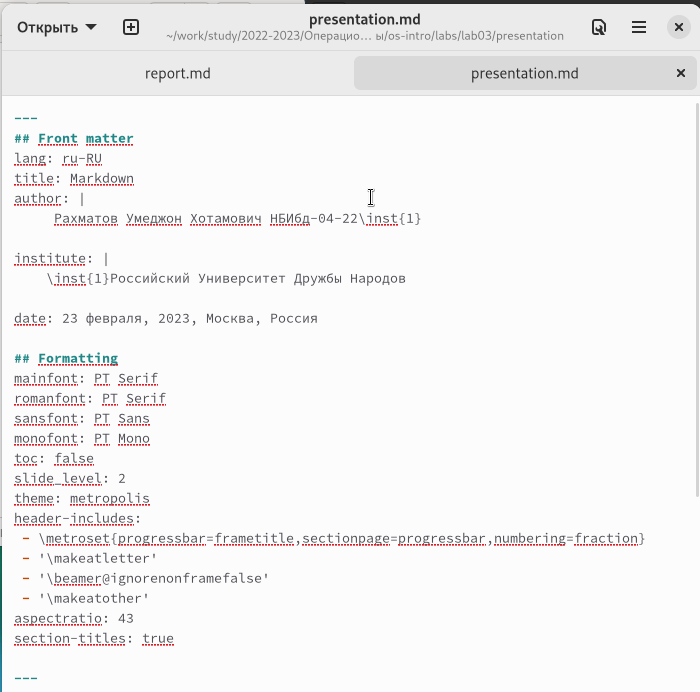 Открыть
presentation.md
~/work/study/2022-2023/Операцио… ы/os-intro/labs/lab03/presentation
report.md
presentation.md
---
## Front matter
lang: ru-RU
title: Markdown
author: |
Рахматов Умеджон Хотамович НБИбд-04-22\inst{1}
institute: |
\inst{1}Российский Университет Дружбы Народов
date: 23 февраля, 2023, Москва, Россия
## Formatting
mainfont: PT Serif
romanfont: PT Serif
sansfont: PT Sans
monofont: PT Mono
toc: false
slide_level: 2
theme: metropolis
header-includes:
- \metroset{progressbar=frametitle,sectionpage=progressbar,numbering=fraction}
- '\makeatletter'
- '\beamer@ignorenonframefalse'
- '\makeatother'
aspectratio: 43
section-titles: true
---